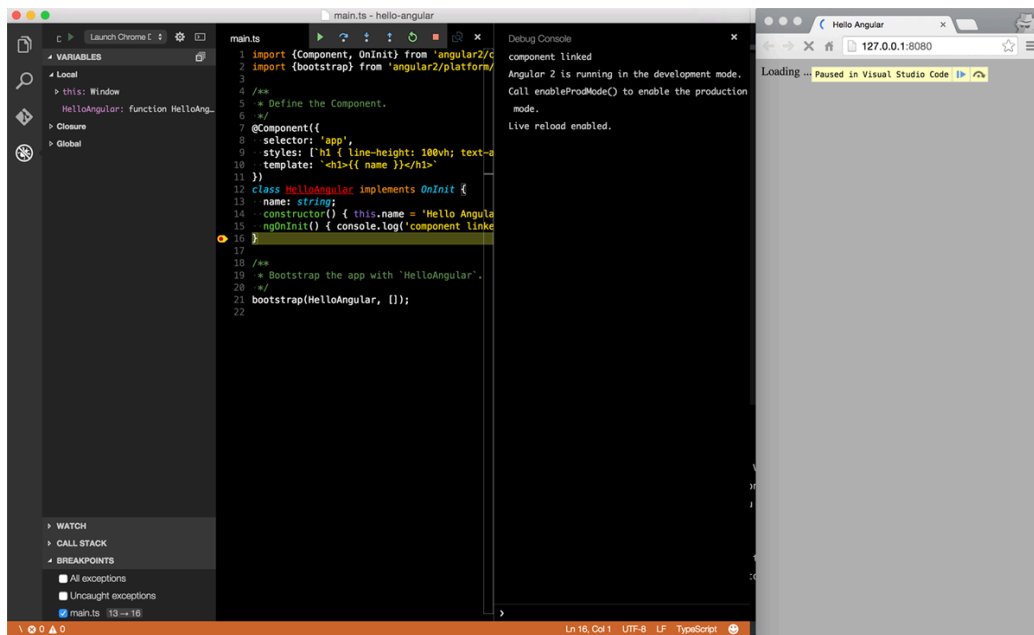 main.ts - hello-angular
Launch Chrome
VARIABLES
Local
this: Window
HelloAngular: function HelloAng…
Closure
Global
WATCH
CALL STACK
BREAKPOINTS
All exceptions
Uncaught exceptions
main.ts 13 → 16
main.ts
1 import {Component, OnInit} from 'angular2/c
2 import {bootstrap} from 'angular2/platform/
3
4 /**
5 * Define the Component.
6 */
7 @Component({
8 selector: 'app',
9 styles: [`h1 { line-height: 100vh; text-a
10 template: `<h1>{{ name }}</h1>`
11 })
12 class HelloAngular implements OnInit {
13 name: string;
14 constructor() { this.name = 'Hello Angula
15 ngOnInit() { console.log('component linke
16 }
17
18 /**
19 * Bootstrap the app with `HelloAngular`.
20 */
21 bootstrap(HelloAngular, []);
22
Debug Console
component linked
Angular 2 is running in the development mode.
Call enableProdMode() to enable the production
mode.
Live reload enabled.
0 0
Ln 16, Col 1 UTF-8 LF TypeScript
Hello Angular
127.0.0.1:8080
Loading ...
Paused in Visual Studio Code